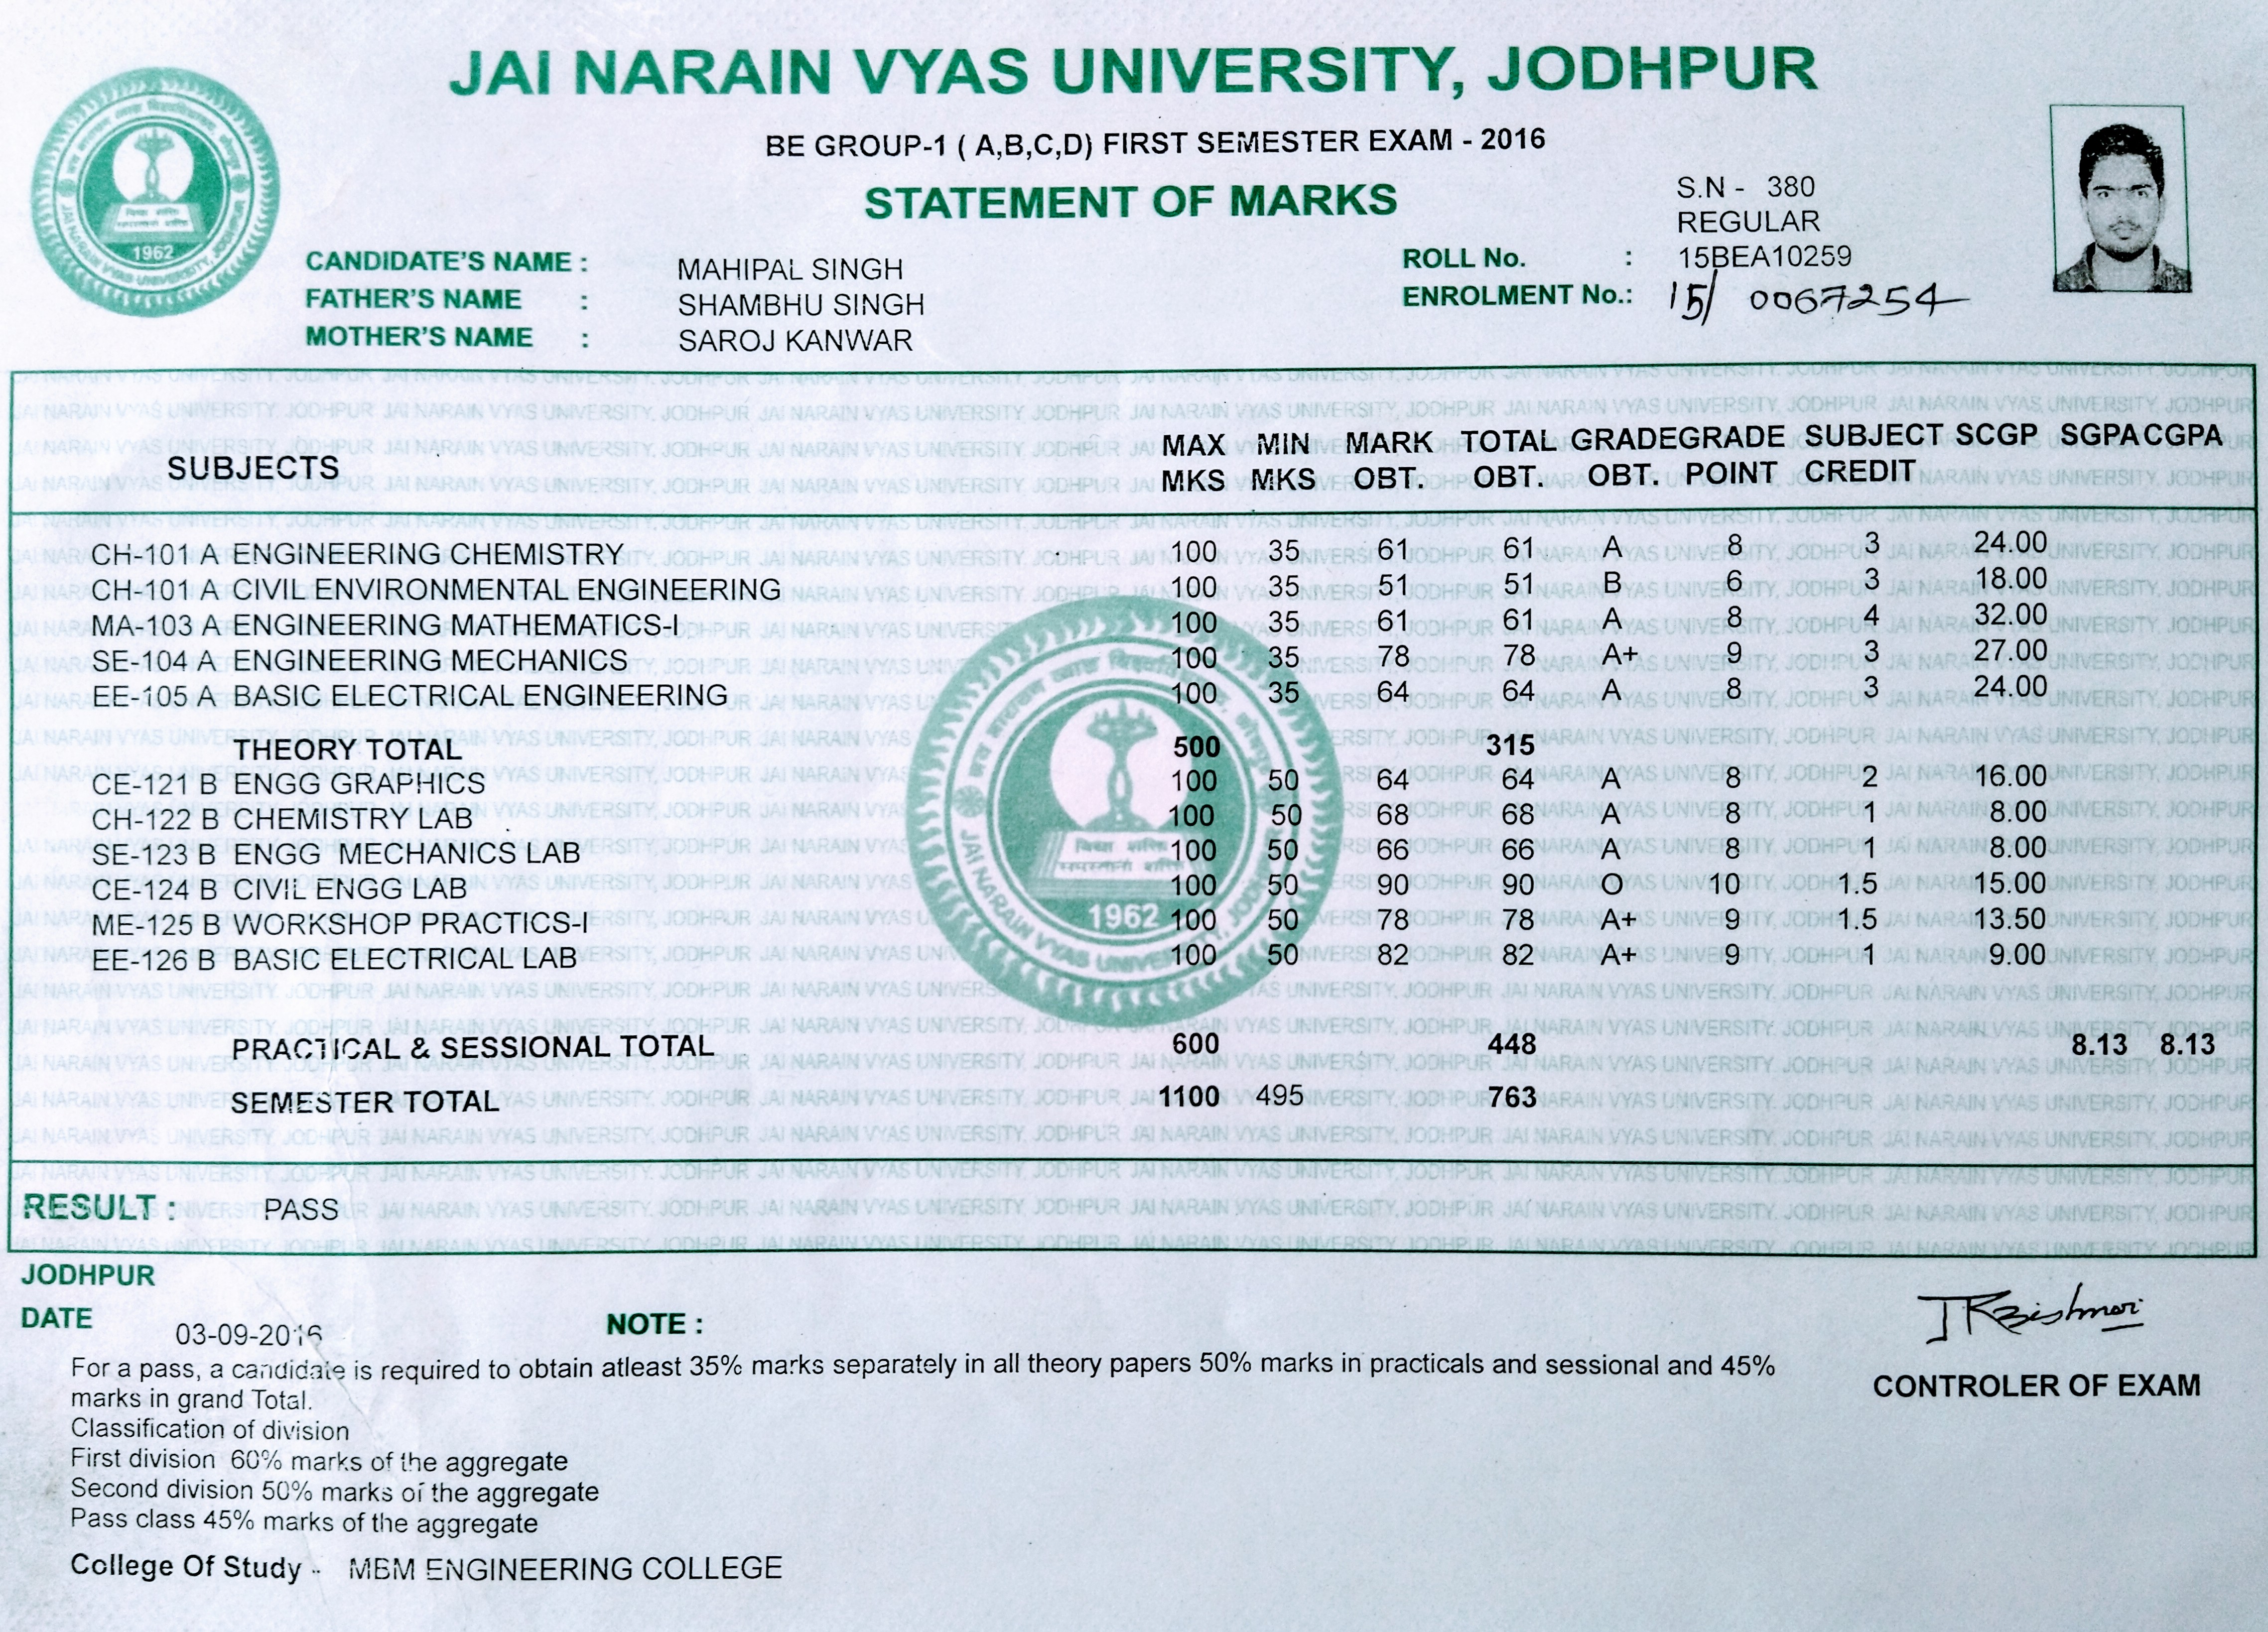 JAI NARAIN VYAS UNIVERSITY, JODHPUR
BE GROUP-1 ( A,B,C,D) FIRST SEMESTER EXAM - 2016
STATEMENT OF MARKS
S.N - 380
REGULAR
CANDIDATE'S NAME : MAHIPAL SINGH
FATHER'S NAME : SHAMBHU SINGH
MOTHER'S NAME : SAROJ KANWAR
ROLL No. : 15BEA10259
ENROLMENT No.: 15/ 0067254
1962
JAI NARAIN VYAS UNIVERSITY, JODHPUR
SUBJECTS MAX MKS MIN MKS MARK OBT. TOTAL OBT. GRADE OBT. GRADE POINT SUBJECT CREDIT SCGP SGPA CGPA
CH-101 A ENGINEERING CHEMISTRY 100 35 61 61 A 8 3 24.00
CH-101 A CIVIL ENVIRONMENTAL ENGINEERING 100 35 51 51 B 6 3 18.00
MA-103 A ENGINEERING MATHEMATICS-I 100 35 61 61 A 8 4 32.00
SE-104 A ENGINEERING MECHANICS 100 35 78 78 A+ 9 3 27.00
EE-105 A BASIC ELECTRICAL ENGINEERING 100 35 64 64 A 8 3 24.00
THEORY TOTAL 500 315
CE-121 B ENGG GRAPHICS 100 50 64 64 A 8 2 16.00
CH-122 B CHEMISTRY LAB 100 50 68 68 A 8 1 8.00
SE-123 B ENGG MECHANICS LAB 100 50 66 66 A 8 1 8.00
CE-124 B CIVIL ENGG LAB 100 50 90 90 O 10 1.5 15.00
ME-125 B WORKSHOP PRACTICS-I 100 50 78 78 A+ 9 1.5 13.50
EE-126 B BASIC ELECTRICAL LAB 100 50 82 82 A+ 9 1 9.00
PRACTICAL & SESSIONAL TOTAL 600 448 8.13 8.13
SEMESTER TOTAL 1100 495 763
RESULT : PASS
JODHPUR
DATE 03-09-2016
NOTE :
For a pass, a candidate is required to obtain atleast 35% marks separately in all theory papers 50% marks in practicals and sessional and 45%
marks in grand Total.
Classification of division
First division 60% marks of the aggregate
Second division 50% marks of the aggregate
Pass class 45% marks of the aggregate
College Of Study - MBM ENGINEERING COLLEGE
CONTROLER OF EXAM